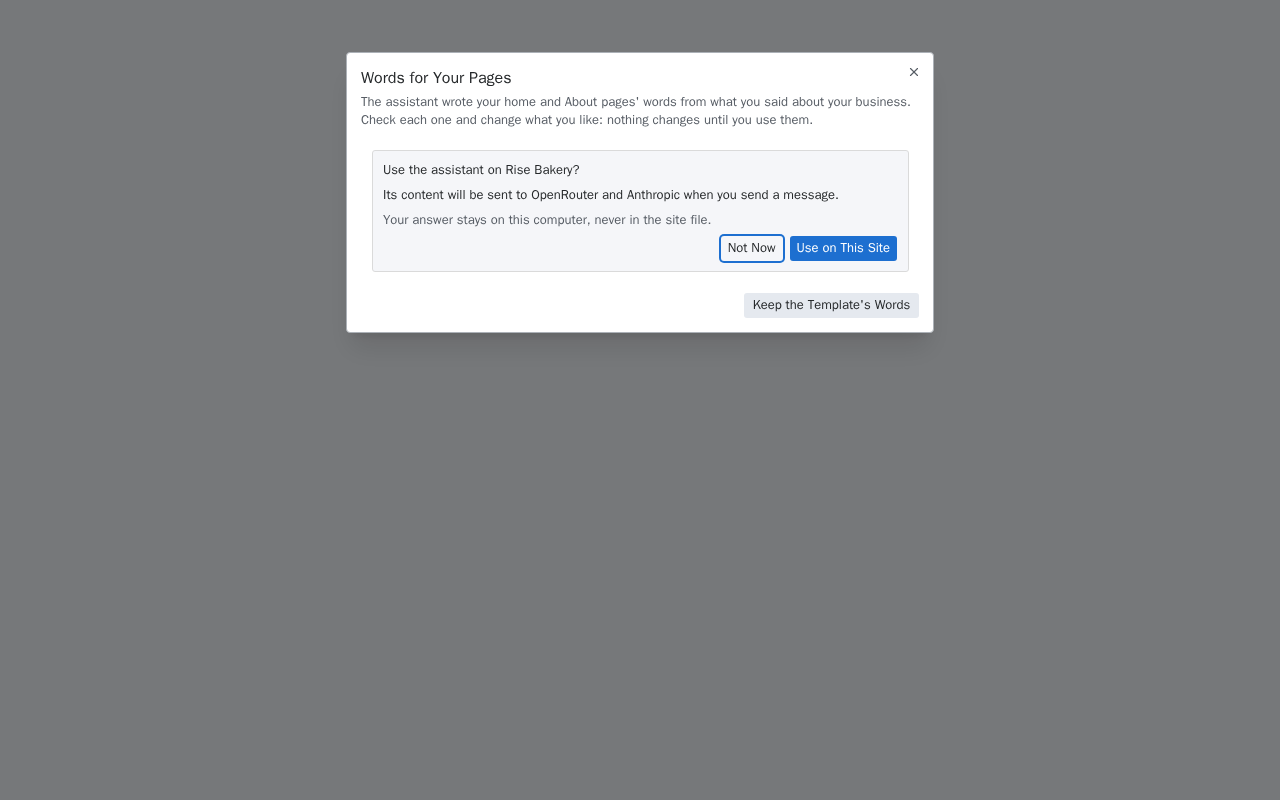 Words for Your Pages
The assistant wrote your home and About pages' words from what you said about your business.
Check each one and change what you like: nothing changes until you use them.
Use the assistant on Rise Bakery?
Its content will be sent to OpenRouter and Anthropic when you send a message.
Your answer stays on this computer, never in the site file.
Not Now
Use on This Site
Keep the Template's Words